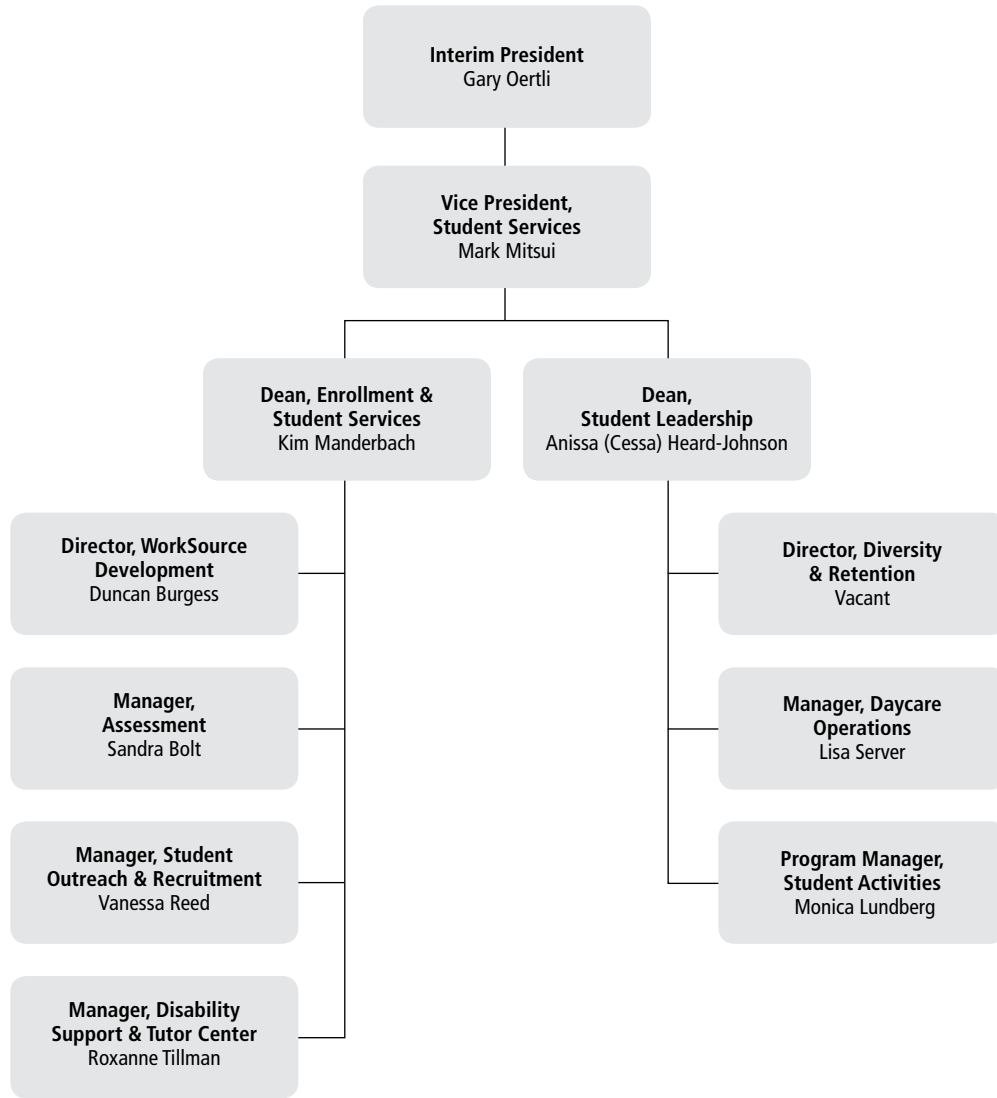 Interim President
Gary Oertli
Vice President,
Student Services
Mark Mitsui
Dean, Enrollment &
Student Services
Kim Manderbach
Dean,
Student Leadership
Anissa (Cessa) Heard-Johnson
Director, WorkSource
Development
Duncan Burgess
Manager,
Assessment
Sandra Bolt
Manager, Student
Outreach & Recruitment
Vanessa Reed
Manager, Disability
Support & Tutor Center
Roxanne Tillman
Director, Diversity
& Retention
Vacant
Manager, Daycare
Operations
Lisa Server
Program Manager,
Student Activities
Monica Lundberg